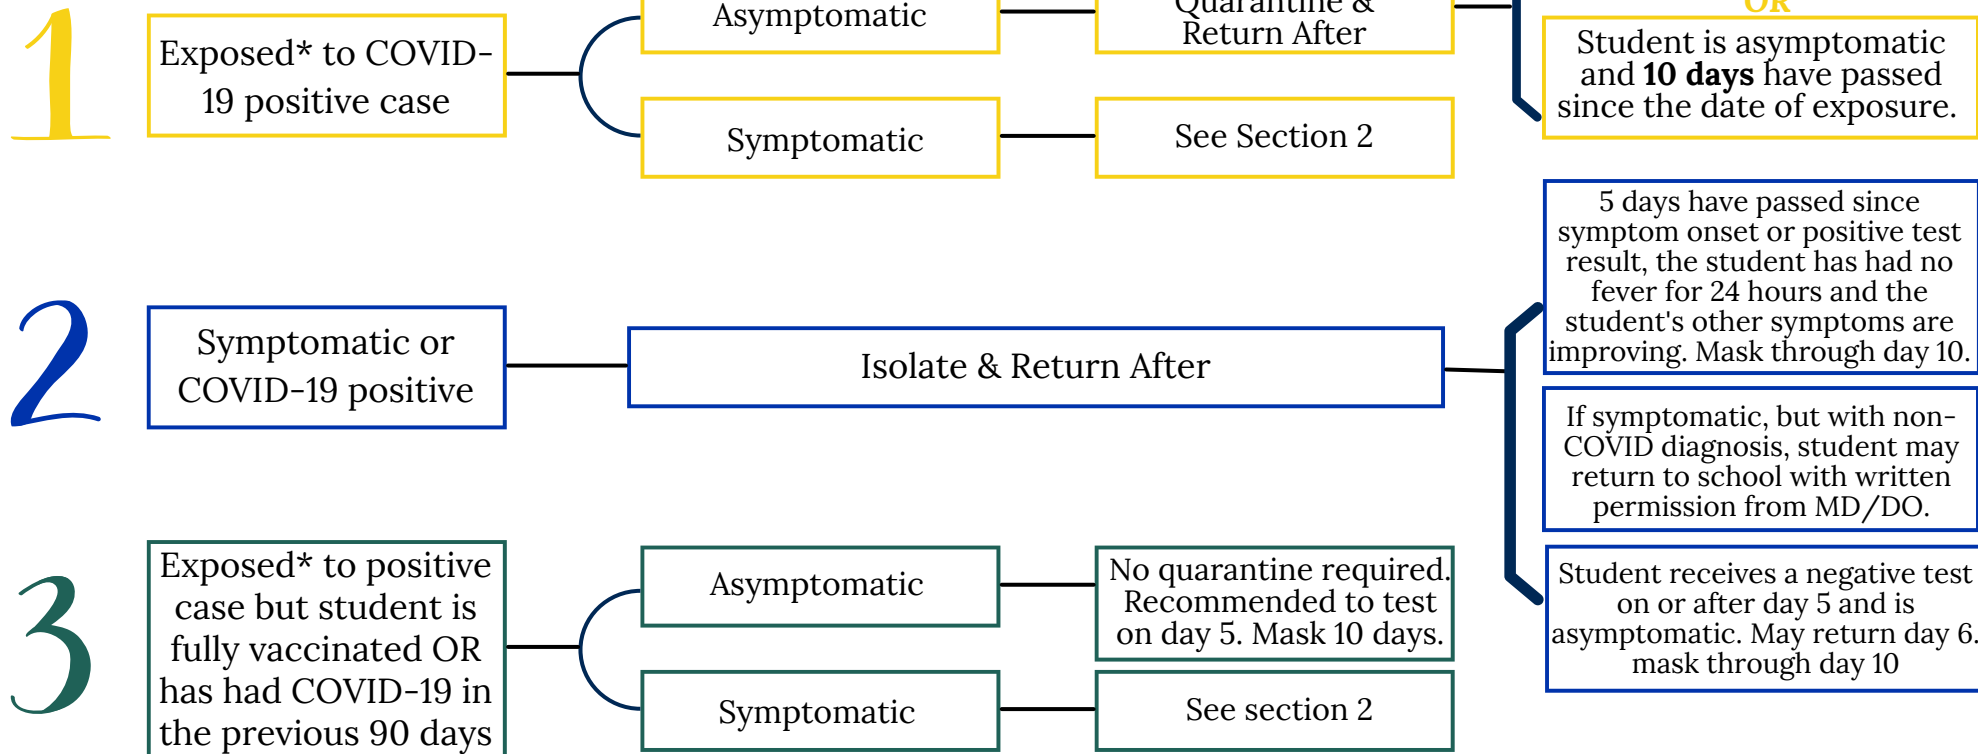 1
Exposed* to COVID-
19 positive case
Asymptomatic
Quarantine &
Return After
OR
Student is asymptomatic
and 10 days have passed
since the date of exposure.
Symptomatic
See Section 2
2
Symptomatic or
COVID-19 positive
Isolate & Return After
5 days have passed since
symptom onset or positive test
result, the student has had no
fever for 24 hours and the
student's other symptoms are
improving. Mask through day 10.
If symptomatic, but with non-
COVID diagnosis, student may
return to school with written
permission from MD/DO.
Student receives a negative test
on or after day 5 and is
asymptomatic. May return day 6.
mask through day 10
3
Exposed* to positive
case but student is
fully vaccinated OR
has had COVID-19 in
the previous 90 days
Asymptomatic
No quarantine required.
Recommended to test
on day 5. Mask 10 days.
Symptomatic
See section 2